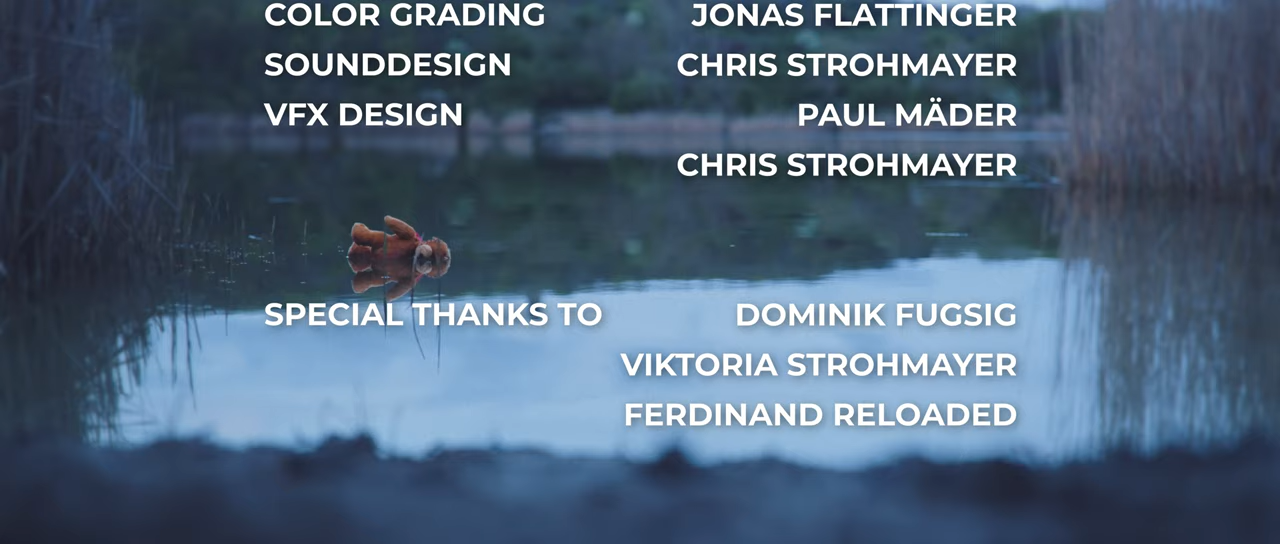 COLOR GRADING JONAS FLATTINGER
SOUNDDESIGN CHRIS STROHMAYER
VFX DESIGN PAUL MÄDER
CHRIS STROHMAYER
SPECIAL THANKS TO DOMINIK FUGSIG
VIKTORIA STROHMAYER
FERDINAND RELOADED